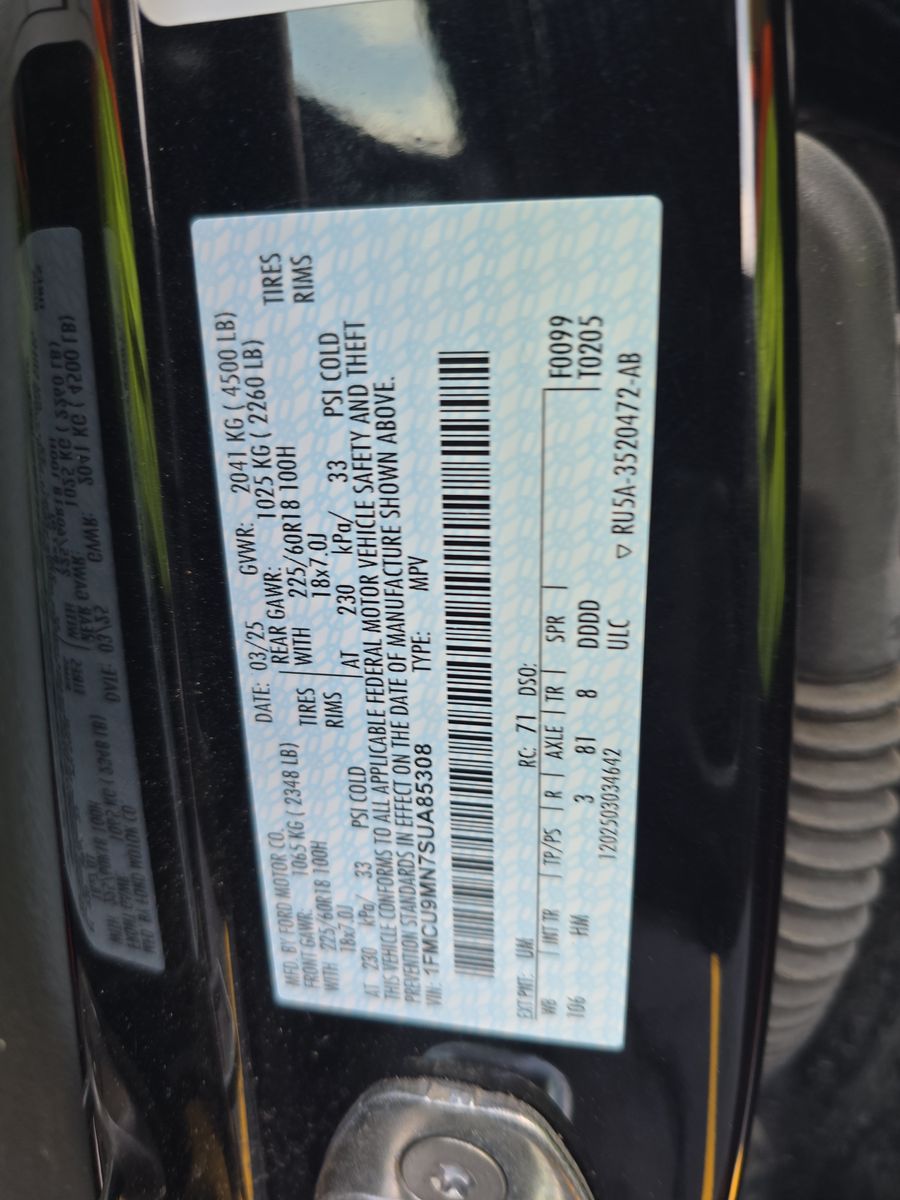 MFD. BY FORD MOTOR CO.
DATE: 03/25 GVWR: 2041 KG ( 4500 LB)
FRONT GAWR: 1065 KG ( 2348 LB) REAR GAWR: 1025 KG ( 2260 LB)
WITH 225/60R18 100H TIRES WITH 225/60R18 100H TIRES
18x7.0J RIMS 18x7.0J RIMS
AT 230 kPa/ 33 PSI COLD AT 230 kPa/ 33 PSI COLD
THIS VEHICLE CONFORMS TO ALL APPLICABLE FEDERAL MOTOR VEHICLE SAFETY AND THEFT
PREVENTION STANDARDS IN EFFECT ON THE DATE OF MANUFACTURE SHOWN ABOVE.
VIN: 1FMCU9MN7SUA85308 TYPE: MPV
EXT PNT: UM RC: 71 DSO:
WB INT TR TP/PS R AXLE TR SPR F0099
106 HM 3 81 8 DDDD T0205
120250303464​2 ULC
▽ RU5A-3520472-AB